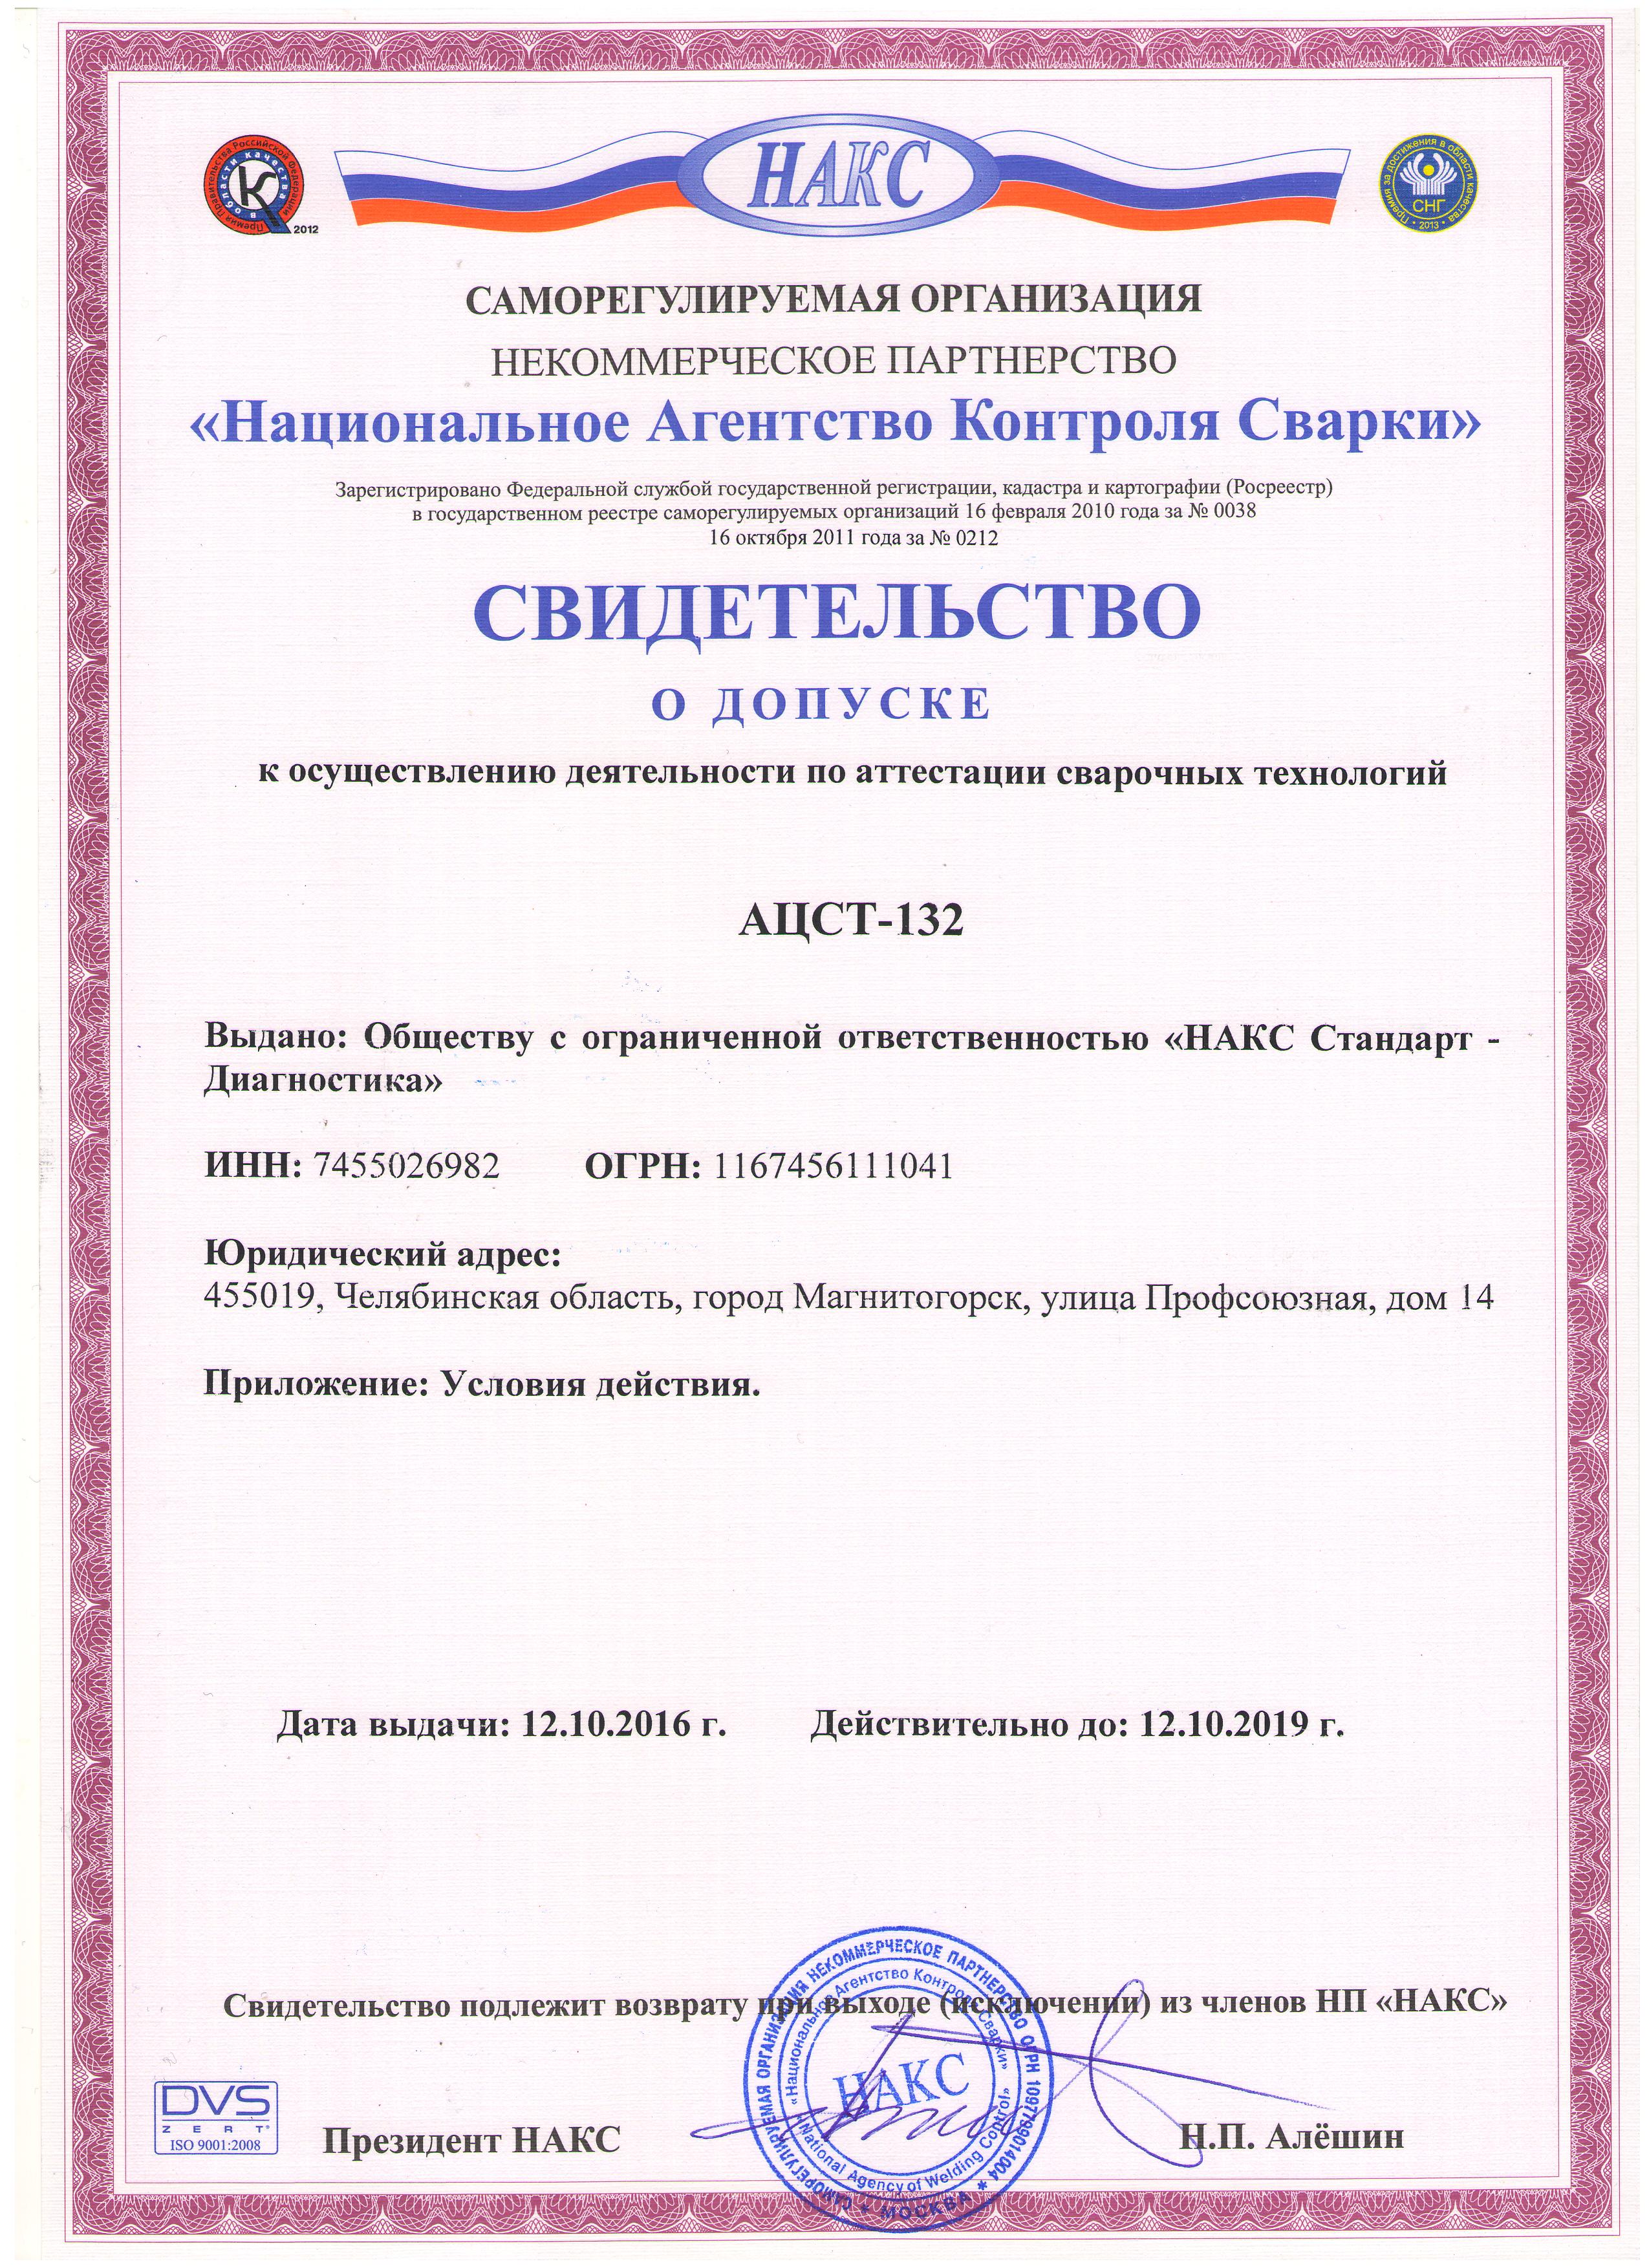 Премия Правительства Российской Федерации
в области качества
2012
НАКС
Премия за достижения в области качества
СНГ
2013
САМОРЕГУЛИРУЕМАЯ ОРГАНИЗАЦИЯ
НЕКОММЕРЧЕСКОЕ ПАРТНЕРСТВО
«Национальное Агентство Контроля Сварки»
Зарегистрировано Федеральной службой государственной регистрации, кадастра и картографии (Росреестр)
в государственном реестре саморегулируемых организаций 16 февраля 2010 года за № 0038
16 октября 2011 года за № 0212
СВИДЕТЕЛЬСТВО
О ДОПУСКЕ
к осуществлению деятельности по аттестации сварочных технологий
АЦСТ-132
Выдано: Обществу с ограниченной ответственностью «НАКС Стандарт -
Диагностика»
ИНН: 7455026982 ОГРН: 1167456111041
Юридический адрес:
455019, Челябинская область, город Магнитогорск, улица Профсоюзная, дом 14
Приложение: Условия действия.
Дата выдачи: 12.10.2016 г. Действительно до: 12.10.2019 г.
Свидетельство подлежит возврату при выходе (исключении) из членов НП «НАКС»
САМОРЕГУЛИРУЕМАЯ ОРГАНИЗАЦИЯ НЕКОММЕРЧЕСКОЕ ПАРТНЕРСТВО ОГРН 1097799014004
МОСКВА
«Национальное Агентство Контроля Сварки»
«National Agency of Welding Control»
НАКС
DVS
ZERT®
ISO 9001:2008
Президент НАКС Н.П. Алёшин